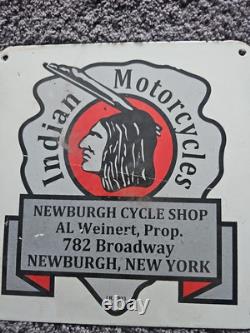 Indian Motorcycles
NEWBURGH CYCLE SHOP
AL Weinert, Prop.
782 Broadway
NEWBURGH, NEW YORK